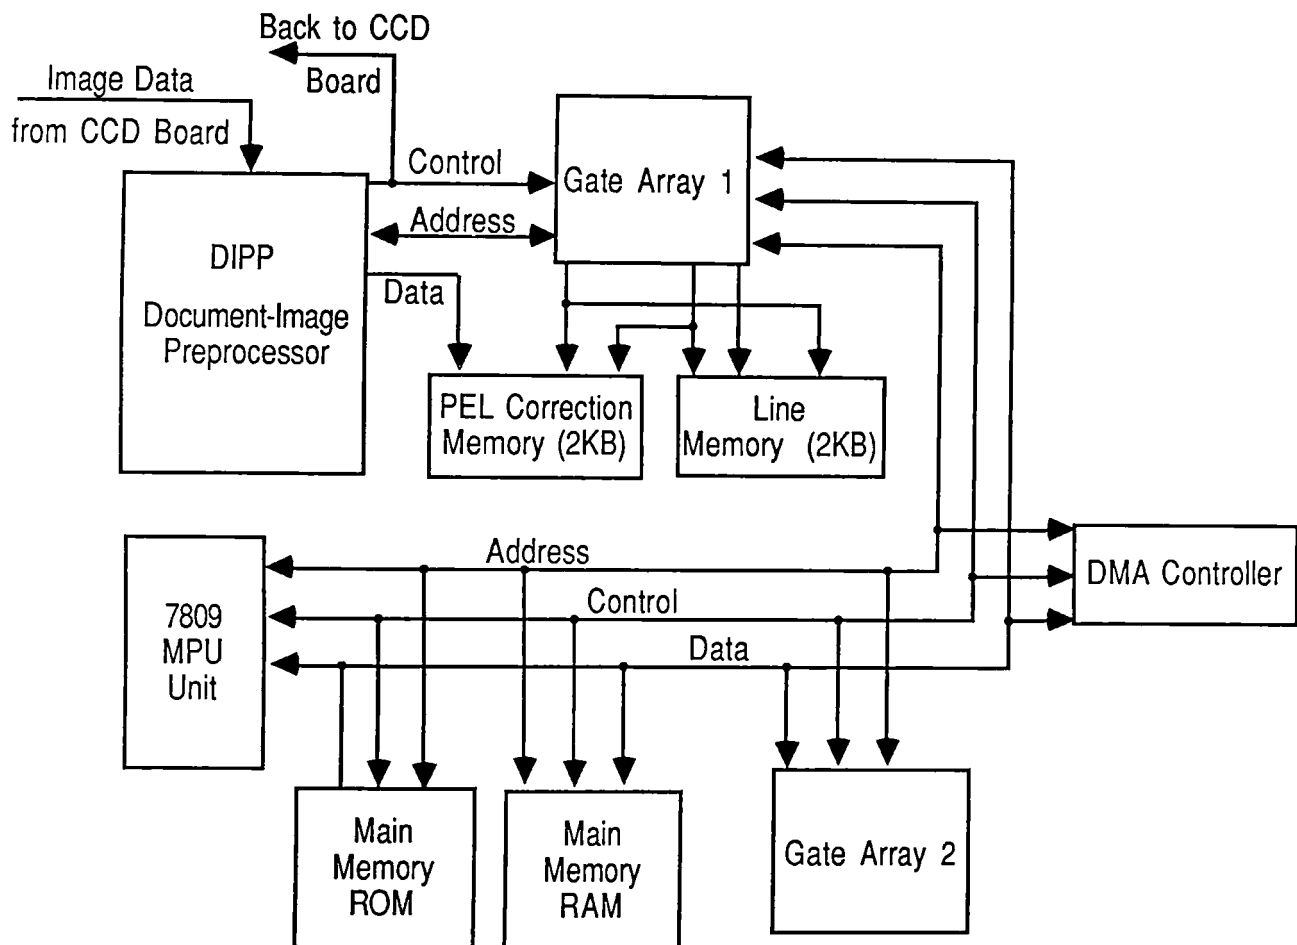 Back to CCD
Board
Image Data
from CCD Board
Control
Gate Array 1
Address
DIPP
Data
Document-Image
Preprocessor
PEL Correction
Memory (2KB)
Line
Memory (2KB)
Address
DMA Controller
Control
7809
MPU
Unit
Data
Main
Memory
ROM
Main
Memory
RAM
Gate Array 2